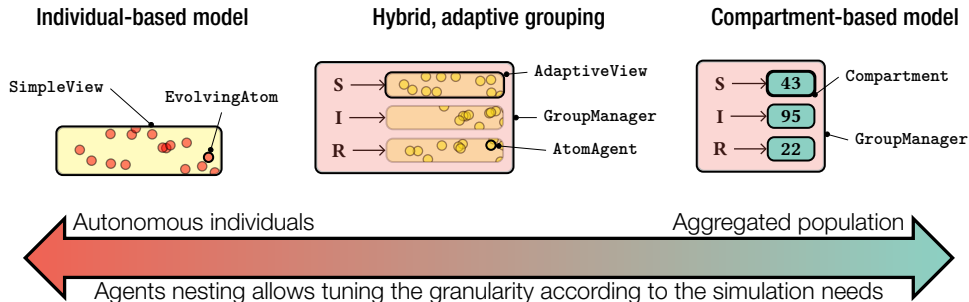 Individual-based model
Hybrid, adaptive grouping
Compartment-based model
SimpleView
EvolvingAtom
S
I
R
AdaptiveView
GroupManager
AtomAgent
S 43
I 95
R 22
Compartment
GroupManager
Autonomous individuals
Aggregated population
Agents nesting allows tuning the granularity according to the simulation needs